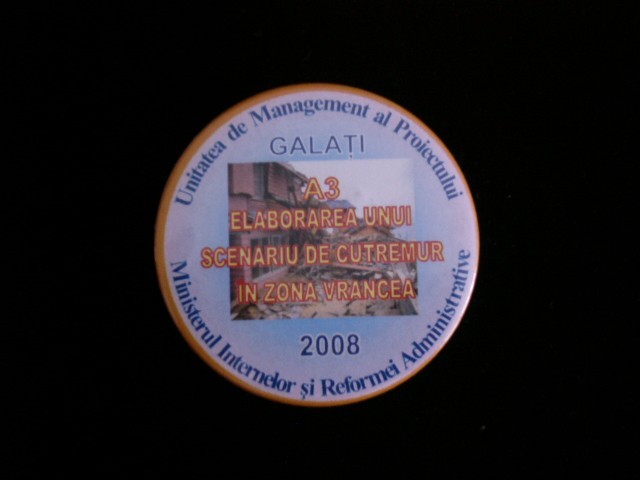 Unitatea de Management al Proiectului
GALAȚI
A3
ELABORAREA UNUI
SCENARIU DE CUTREMUR
IN ZONA VRANCEA
2008
Ministerul Internelor și Reformei Administrative